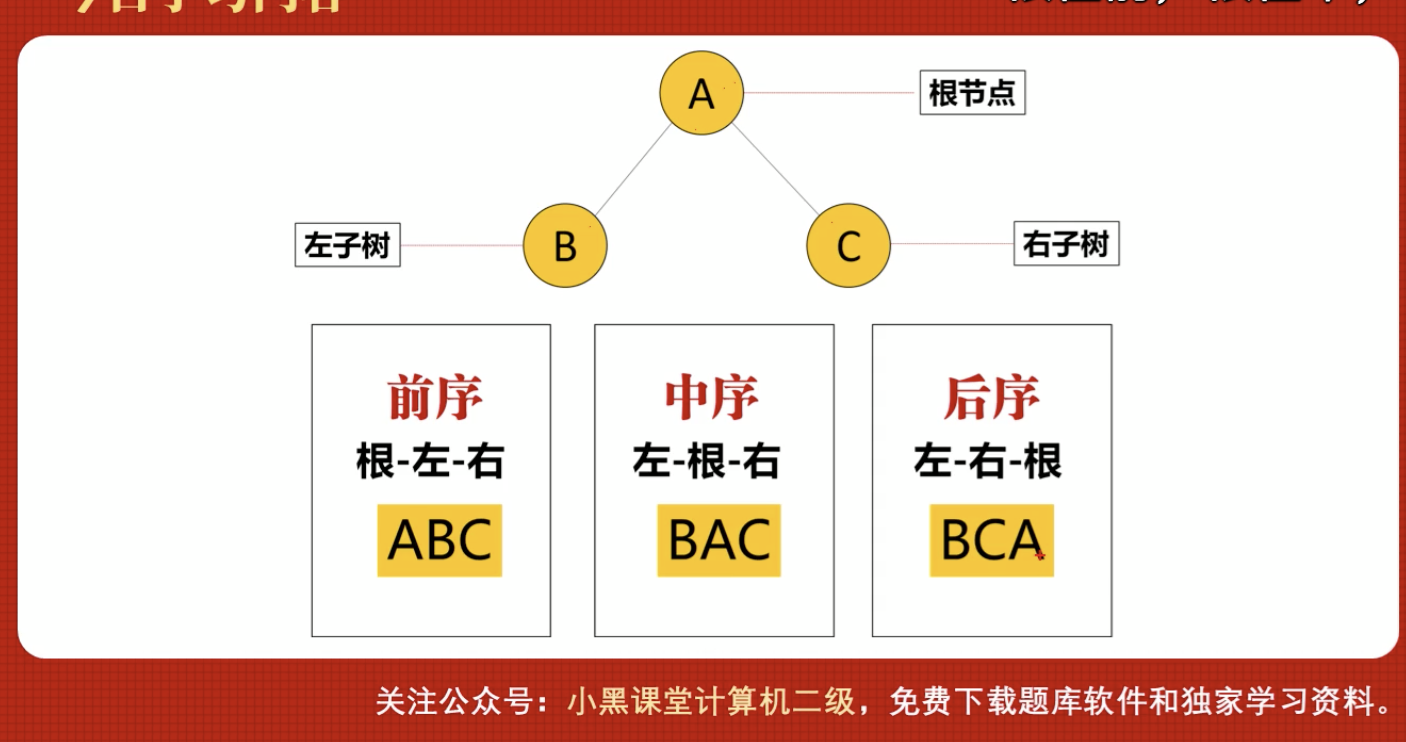 A
根节点
左子树
B
C
右子树
前序
根-左-右
ABC
中序
左-根-右
BAC
后序
左-右-根
BCA
关注公众号：小黑课堂计算机二级，免费下载题库软件和独家学习资料。